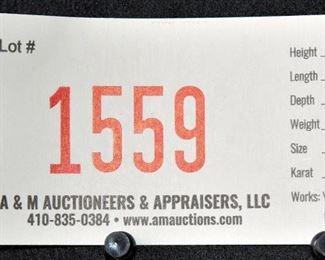 Lot #
1559
A & M AUCTIONEERS & APPRAISERS, LLC
410-835-0384 • www.amauctions.com
Height
Length
Depth
Weight
Size
Karat
Works: